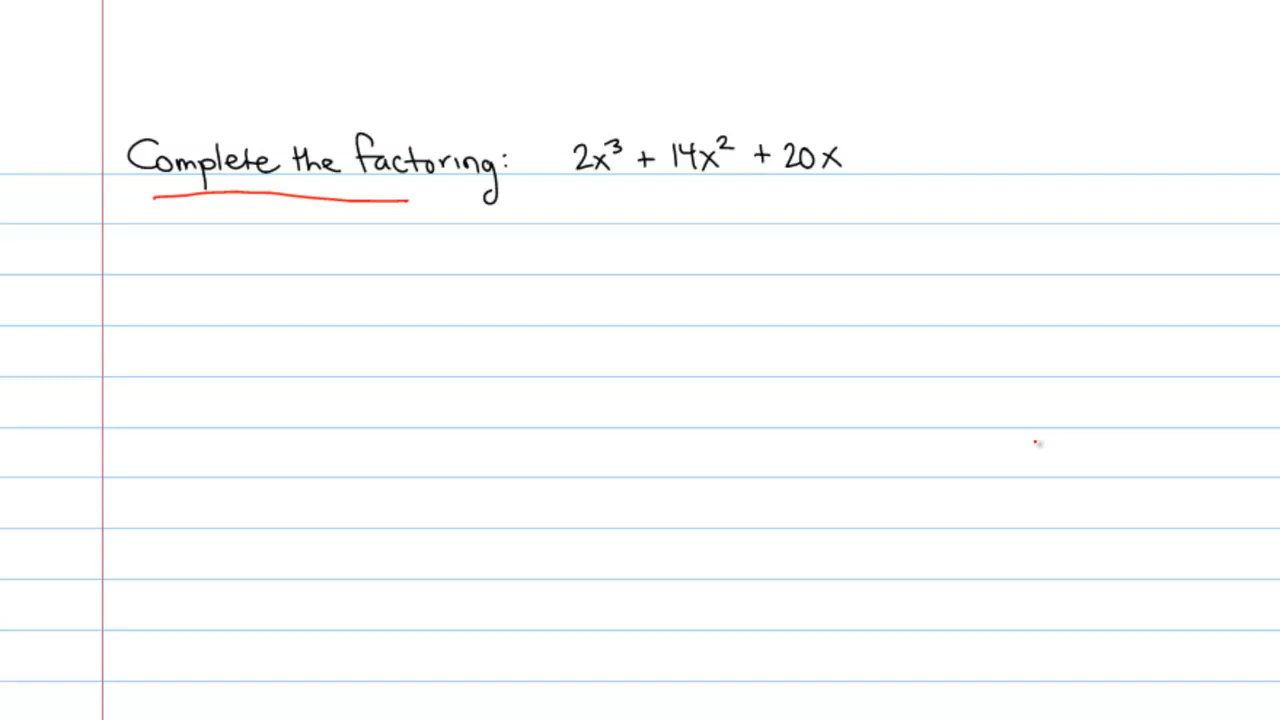 Complete the factoring: 2x³ + 14x² + 20x